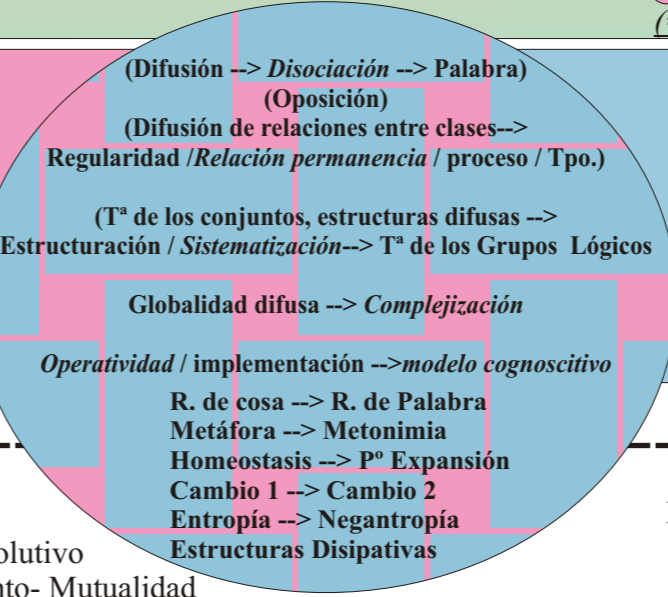 (Difusión --> Disociación --> Palabra)
(Oposición)
(Difusión de relaciones entre clases-->
Regularidad /Relación permanencia / proceso / Tpo.)
(Tª de los conjuntos, estructuras difusas -->
Estructuración / Sistematización--> Tª de los Grupos Lógicos
Globalidad difusa --> Complejización
Operatividad / implementación -->modelo cognoscitivo
R. de cosa --> R. de Palabra
Metáfora --> Metonimia
Homeostasis --> Pº Expansión
Cambio 1 --> Cambio 2
Entropía --> Negantropía
Estructuras Disipativas
olutivo
nto- Mutualidad